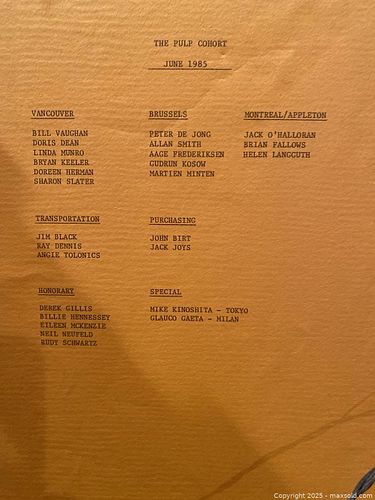 THE PULP COHORT
JUNE 1985
VANCOUVER
BILL VAUGHAN
DORIS DEAN
LINDA MUNRO
BRYAN KEELER
DOREEN HERMAN
SHARON SLATER
BRUSSELS
PETER DE JONG
ALLAN SMITH
AAGE FREDERIKSEN
GUDRUN KOSOW
MARTIEN MINTEN
MONTREAL/APPLETON
JACK O'HALLORAN
BRIAN FALLOWS
HELEN LANGGUTH
TRANSPORTATION
JIM BLACK
RAY DENNIS
ANGIE TOLONICS
PURCHASING
JOHN BIRT
JACK JOYS
HONORARY
DEREK GILLIS
BILLIE HENNESSEY
EILEEN MCKENZIE
NEIL NEUFELD
RUDY SCHWARTZ
SPECIAL
MIKE KINOSHITA - TOKYO
GLAUCO GAETA - MILAN
Copyright 2025 - maxsold.com